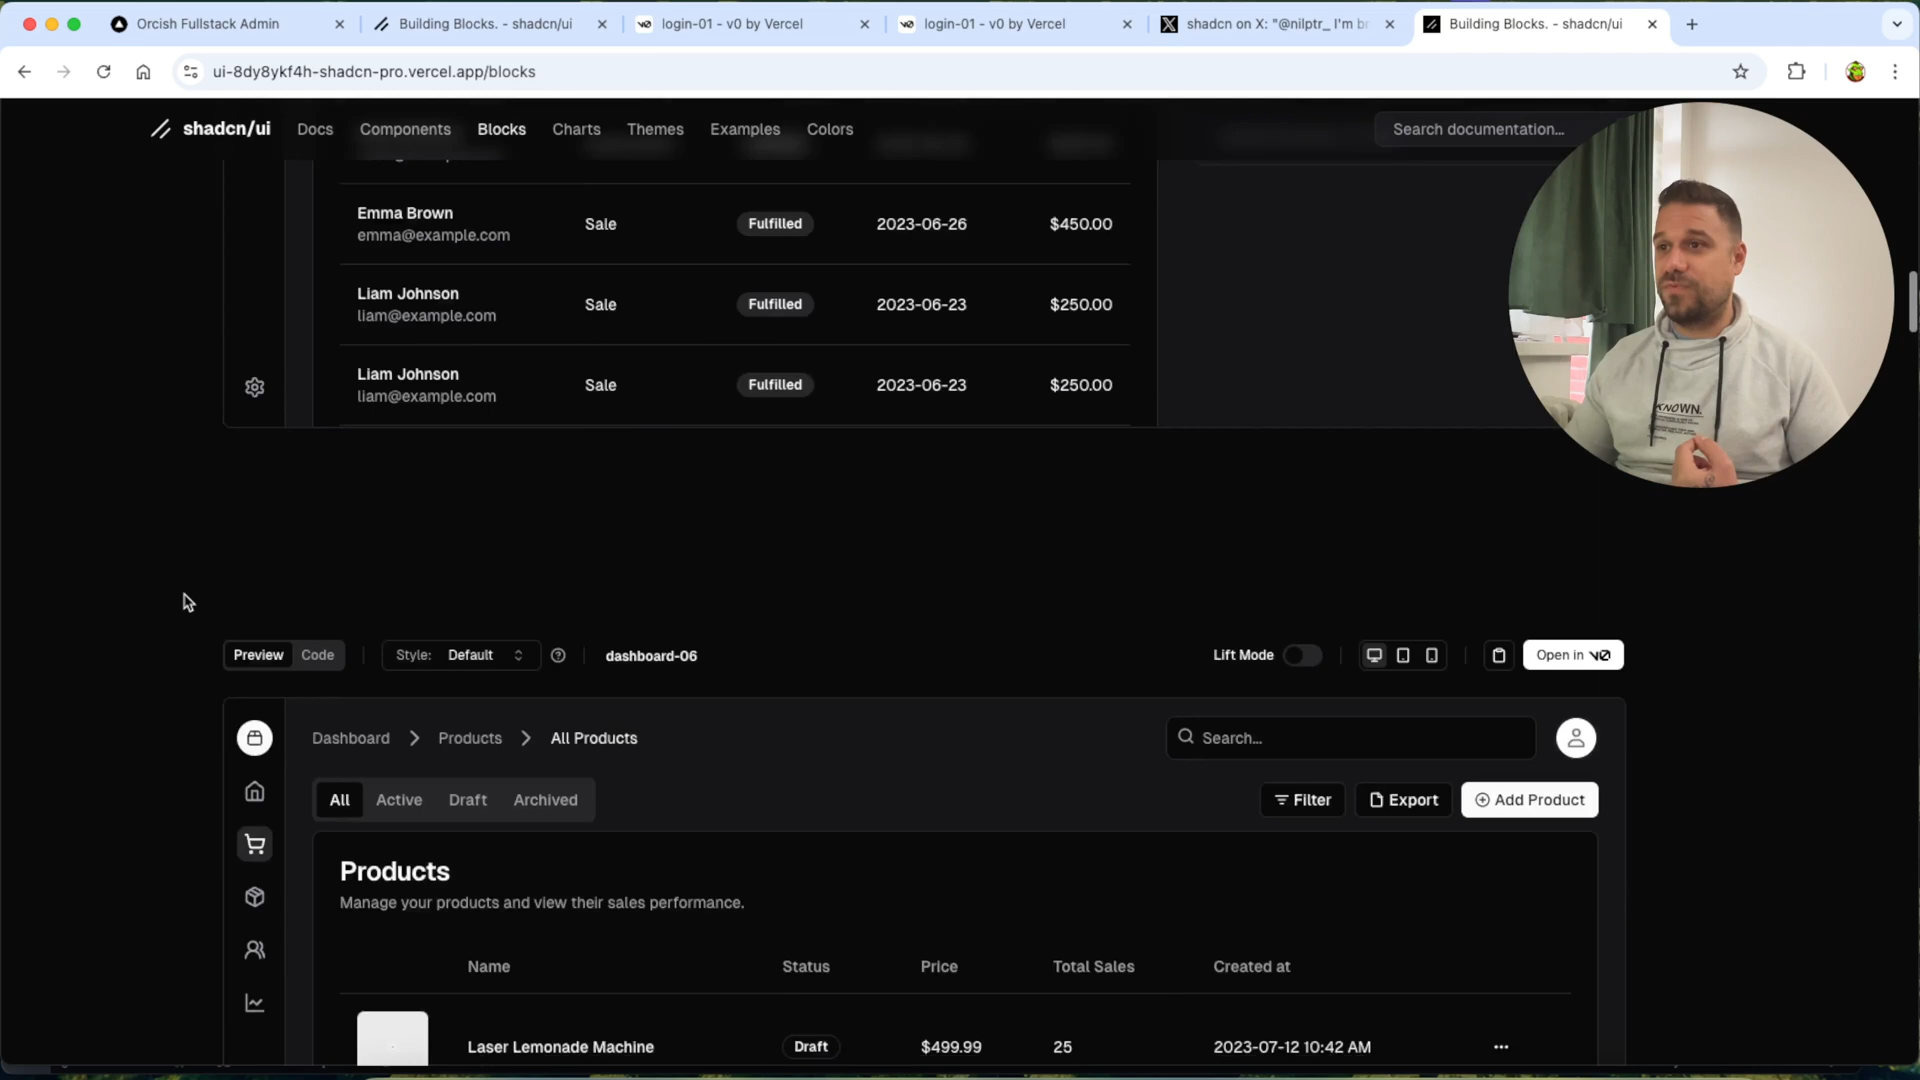 Orcish Fullstack Admin
Building Blocks. - shadcn/ui
login-01 - v0 by Vercel
login-01 - v0 by Vercel
shadcn on X: "@nilptr_ I'm br
Building Blocks. - shadcn/ui
ui-8dy8ykf4h-shadcn-pro.vercel.app/blocks
shadcn/ui
Docs
Components
Blocks
Charts
Themes
Examples
Colors
Search documentation...
Emma Brown
emma@example.com
Sale
Fulfilled
2023-06-26
$450.00
Liam Johnson
liam@example.com
Sale
Fulfilled
2023-06-23
$250.00
Liam Johnson
liam@example.com
Sale
Fulfilled
2023-06-23
$250.00
KNOWN.
Preview
Code
Style: Default
dashboard-06
Lift Mode
Open in v0
Dashboard
Products
All Products
Search...
All
Active
Draft
Archived
Filter
Export
Add Product
Products
Manage your products and view their sales performance.
Name
Status
Price
Total Sales
Created at
Laser Lemonade Machine
Draft
$499.99
25
2023-07-12 10:42 AM